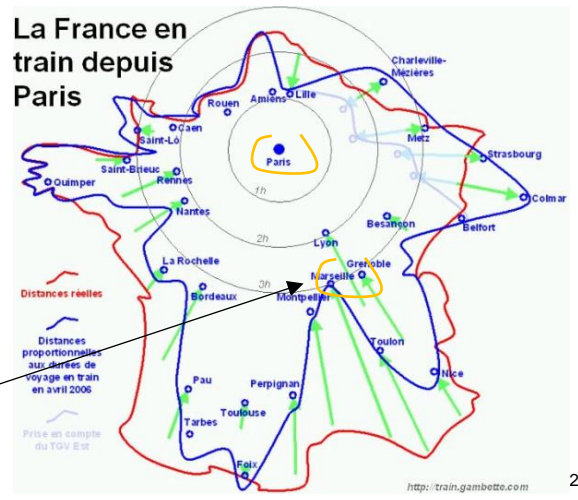 La France en
train depuis
Paris
Charleville-
Mézières
Lille
Amiens
Rouen
Caen
Saint-Lô
Metz
Paris
Strasbourg
Saint-Brieuc
Rennes
Quimper
1h
Colmar
Nantes
Besançon
Belfort
2h
Lyon
La Rochelle
Grenoble
3h
Marseille
Bordeaux
Montpellier
Distances réelles
Distances
proportionnelles
aux durées de
voyage en train
en avril 2006
Toulon
Nice
Pau
Perpignan
Toulouse
Tarbes
Prise en compte
du TGV Est
Foix
http://train.gambette.com
2